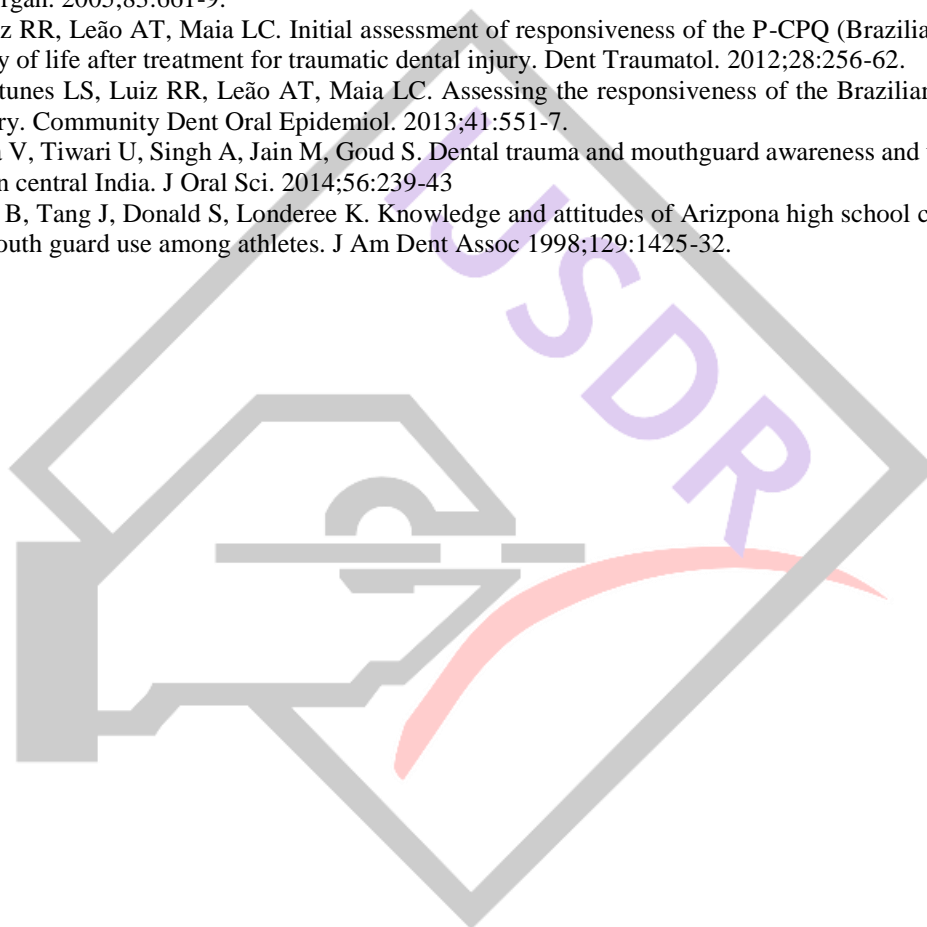 rgan. 2005;83:661-9.
z RR, Leão AT, Maia LC. Initial assessment of responsiveness of the P-CPQ (Brazilia
y of life after treatment for traumatic dental injury. Dent Traumatol. 2012;28:256-62.
tunes LS, Luiz RR, Leão AT, Maia LC. Assessing the responsiveness of the Brazilian
ry. Community Dent Oral Epidemiol. 2013;41:551-7.
V, Tiwari U, Singh A, Jain M, Goud S. Dental trauma and mouthguard awareness and
n central India. J Oral Sci. 2014;56:239-43
B, Tang J, Donald S, Londeree K. Knowledge and attitudes of Arizpona high school c
outh guard use among athletes. J Am Dent Assoc 1998;129:1425-32.
IJSDR